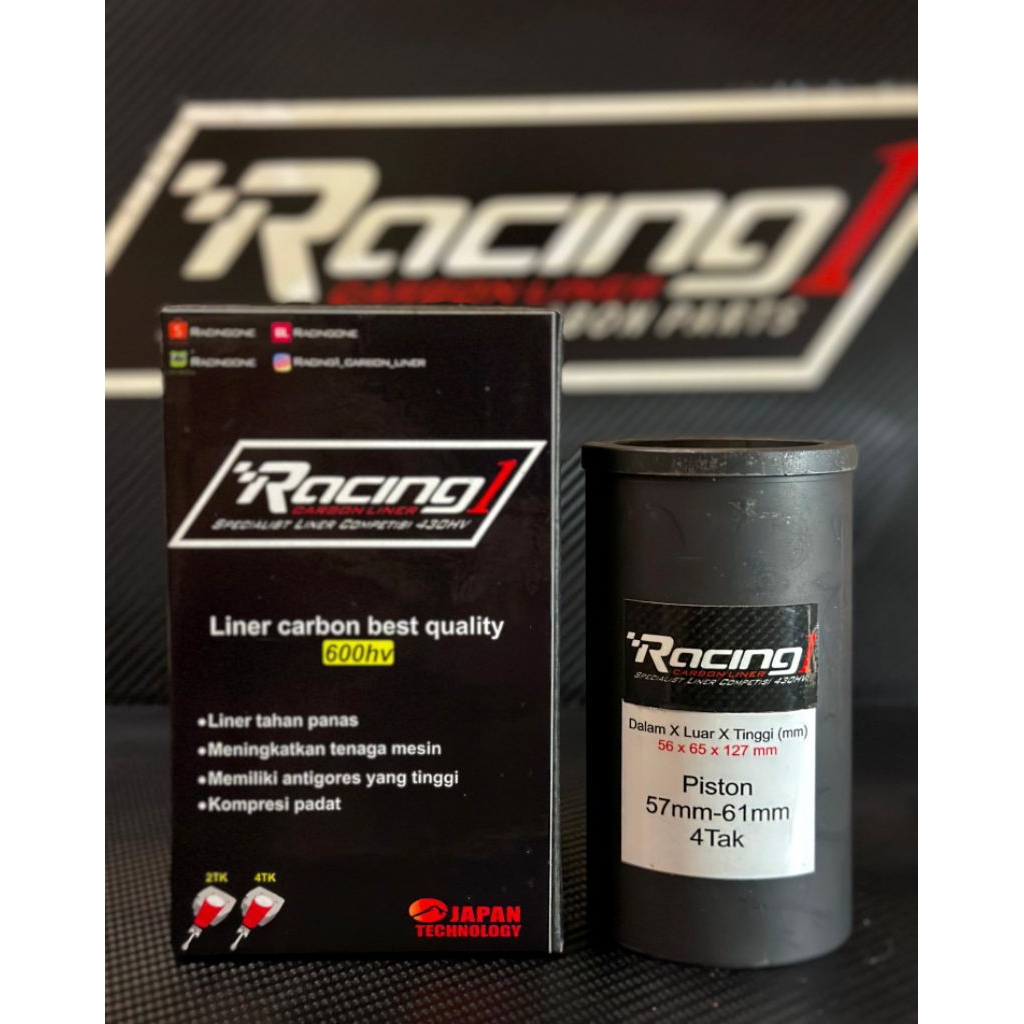 Racing1
CARBON LINER
CARBON PARTS
Racingone
Racingone
Racingone
Racing1_carbon_liner
Racing1
CARBON LINER
Specialist Liner Competisi 430HV
Liner carbon best quality
600hv
•Liner tahan panas
•Meningkatkan tenaga mesin
•Memiliki antigores yang tinggi
•Kompresi padat
2TK 4TK
JAPAN
TECHNOLOGY
Racing1
CARBON LINER
Specialist Liner Competisi 430HV
Dalam X Luar X Tinggi (mm)
56 x 65 x 127 mm
Piston
57mm-61mm
4Tak